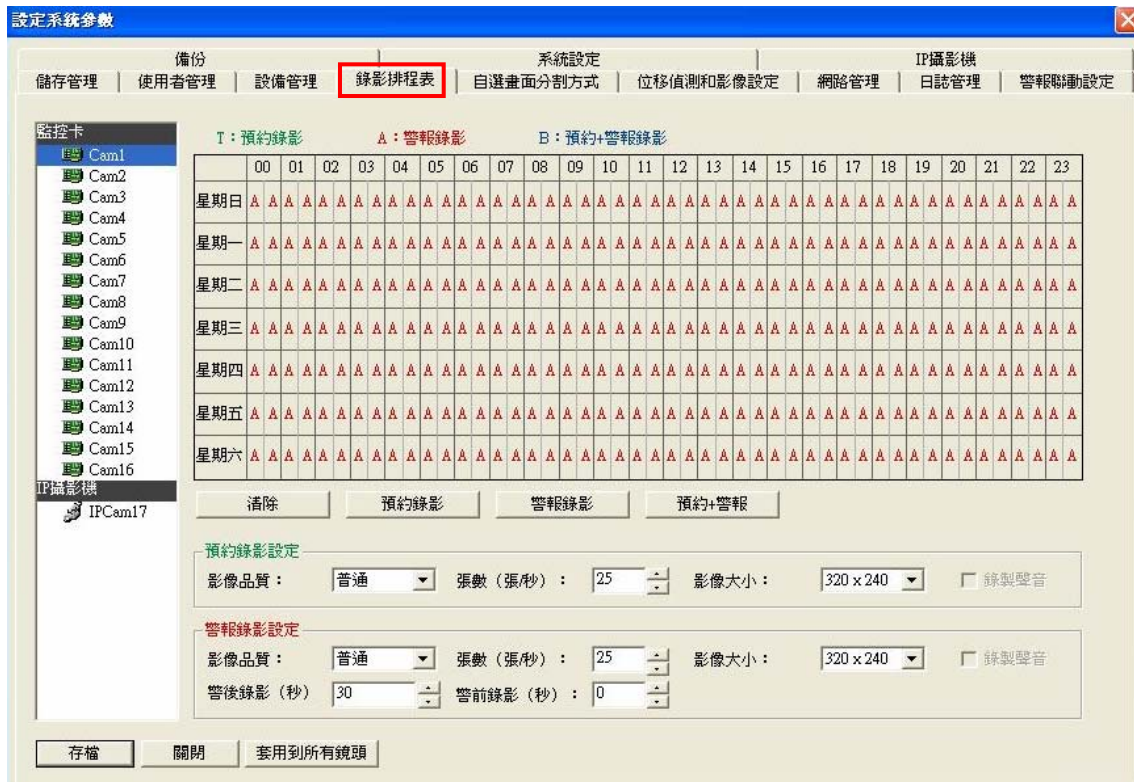 設定系統參數
備份 系統設定 IP攝影機
儲存管理 使用者管理 設備管理 錄影排程表 自選畫面分割方式 位移偵測和影像設定 網路管理 日誌管理 警報聯動設定
監控卡
Cam1
Cam2
Cam3
Cam4
Cam5
Cam6
Cam7
Cam8
Cam9
Cam10
Cam11
Cam12
Cam13
Cam14
Cam15
Cam16
IP攝影機
IPCam17
T：預約錄影 A：警報錄影 B：預約+警報錄影
00 01 02 03 04 05 06 07 08 09 10 11 12 13 14 15 16 17 18 19 20 21 22 23
星期日 A A A A A A A A A A A A A A A A A A A A A A A A A A A A A A A A A A A A A A A A A A A A A A A A
星期一 A A A A A A A A A A A A A A A A A A A A A A A A A A A A A A A A A A A A A A A A A A A A A A A A
星期二 A A A A A A A A A A A A A A A A A A A A A A A A A A A A A A A A A A A A A A A A A A A A A A A A
星期三 A A A A A A A A A A A A A A A A A A A A A A A A A A A A A A A A A A A A A A A A A A A A A A A A
星期四 A A A A A A A A A A A A A A A A A A A A A A A A A A A A A A A A A A A A A A A A A A A A A A A A
星期五 A A A A A A A A A A A A A A A A A A A A A A A A A A A A A A A A A A A A A A A A A A A A A A A A
星期六 A A A A A A A A A A A A A A A A A A A A A A A A A A A A A A A A A A A A A A A A A A A A A A A A
清除 預約錄影 警報錄影 預約+警報
預約錄影設定
影像品質： 普通 張數（張/秒）： 25 影像大小： 320 x 240 錄製聲音
警報錄影設定
影像品質： 普通 張數（張/秒）： 25 影像大小： 320 x 240 錄製聲音
警後錄影（秒） 30 警前錄影（秒）： 0
存檔 關閉 套用到所有鏡頭